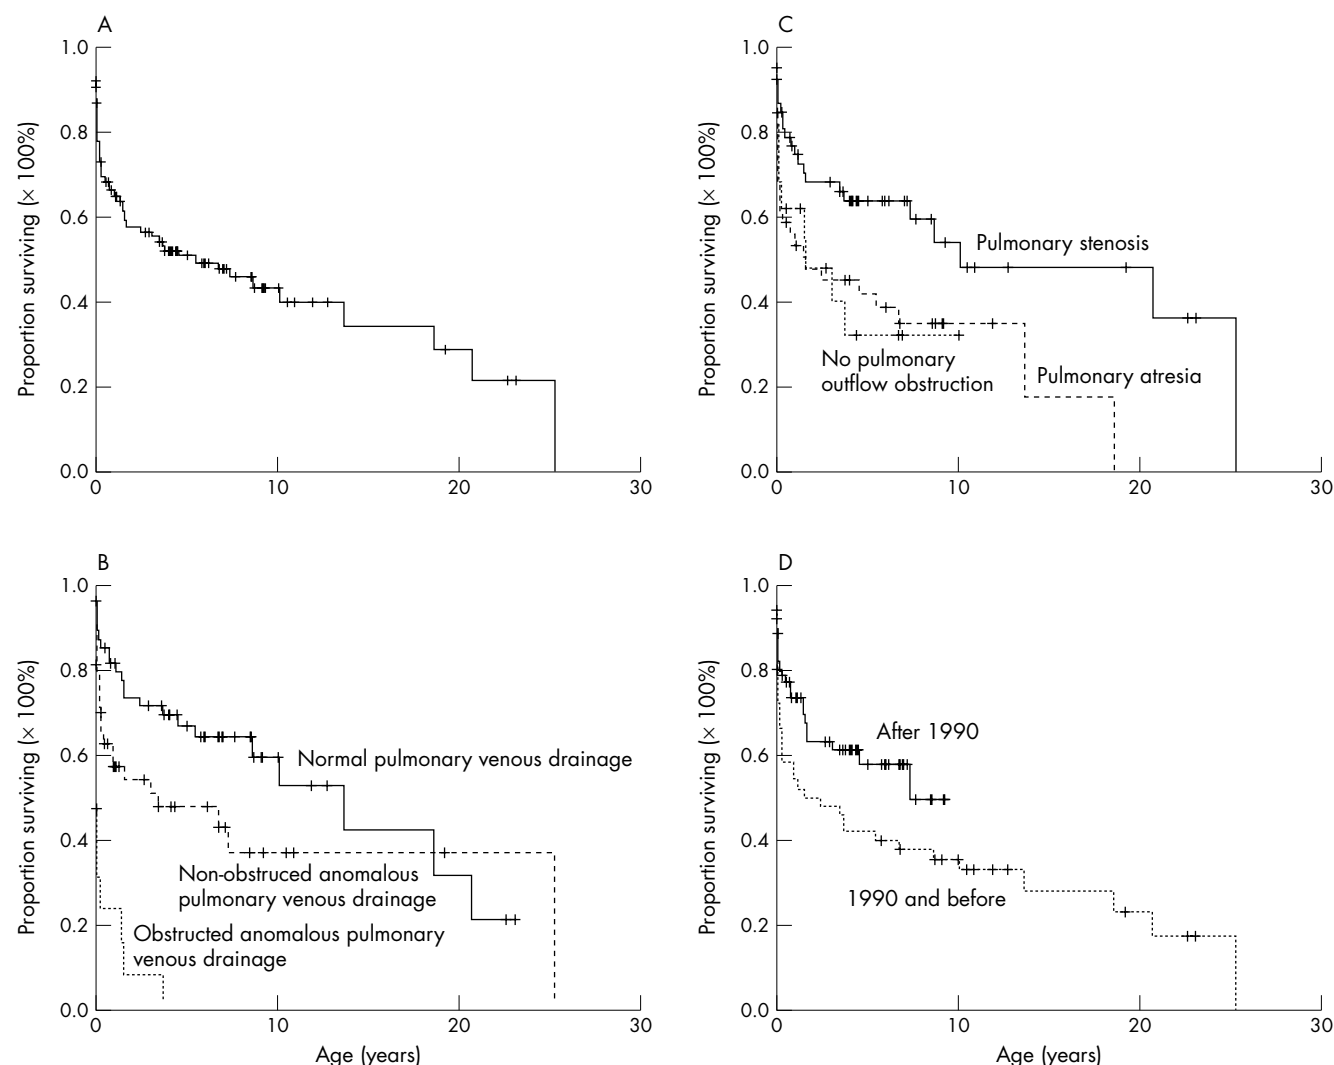 A
1.0
0.8
0.6
0.4
0.2
0.0
Proportion surviving (× 100%)
0
10
20
30
C
1.0
0.8
0.6
0.4
0.2
0.0
Proportion surviving (× 100%)
Pulmonary stenosis
No pulmonary
outflow obstruction
Pulmonary atresia
0
10
20
30
B
1.0
0.8
0.6
0.4
0.2
0.0
Proportion surviving (× 100%)
Normal pulmonary venous drainage
Non-obstruced anomalous
pulmonary venous drainage
Obstructed anomalous pulmonary
venous drainage
0
10
20
30
Age (years)
D
1.0
0.8
0.6
0.4
0.2
0.0
Proportion surviving (× 100%)
After 1990
1990 and before
0
10
20
30
Age (years)